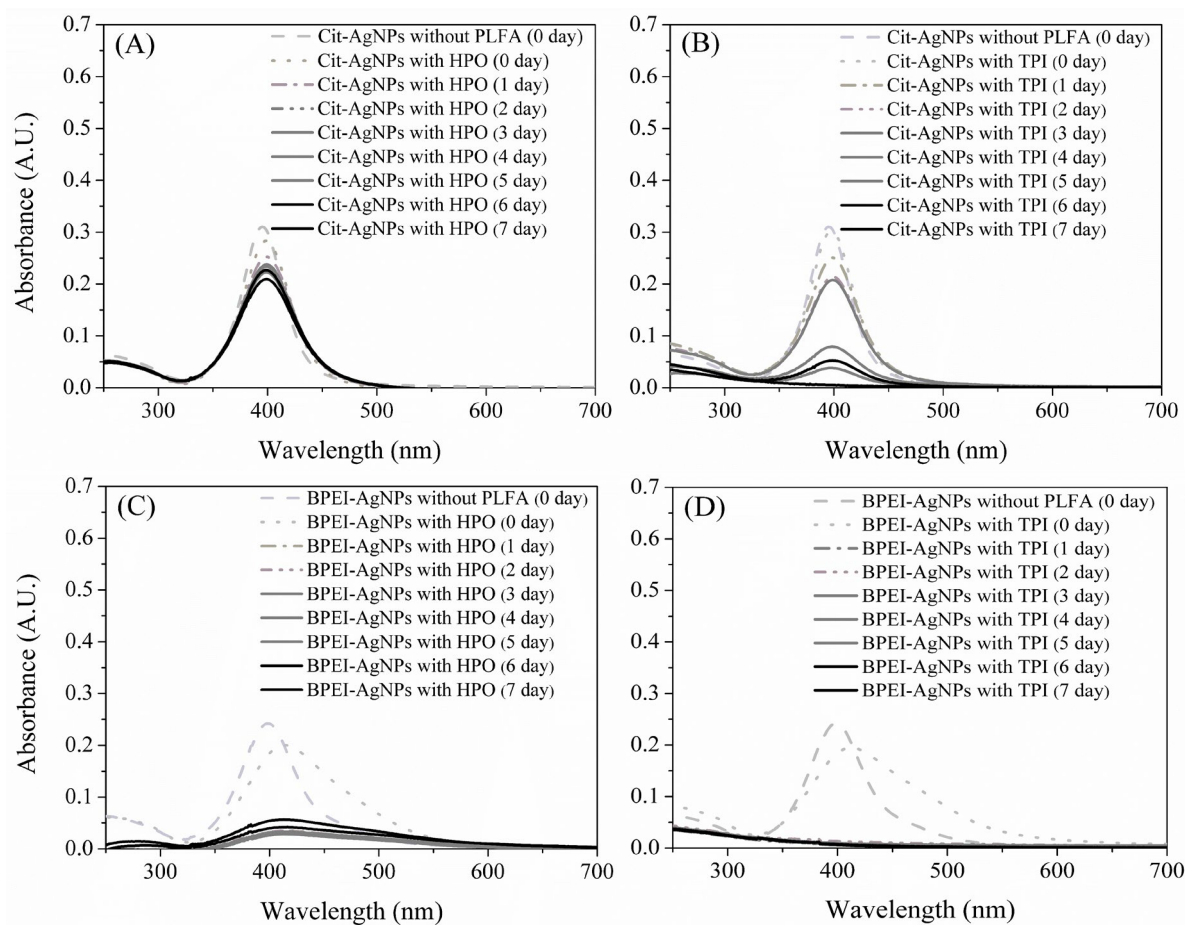 (A)
Cit-AgNPs without PLFA (0 day)
Cit-AgNPs with HPO (0 day)
Cit-AgNPs with HPO (1 day)
Cit-AgNPs with HPO (2 day)
Cit-AgNPs with HPO (3 day)
Cit-AgNPs with HPO (4 day)
Cit-AgNPs with HPO (5 day)
Cit-AgNPs with HPO (6 day)
Cit-AgNPs with HPO (7 day)
0.7
0.6
0.5
0.4
0.3
0.2
0.1
0.0
Absorbance (A.U.)
300 400 500 600 700
Wavelength (nm)
(B)
Cit-AgNPs without PLFA (0 day)
Cit-AgNPs with TPI (0 day)
Cit-AgNPs with TPI (1 day)
Cit-AgNPs with TPI (2 day)
Cit-AgNPs with TPI (3 day)
Cit-AgNPs with TPI (4 day)
Cit-AgNPs with TPI (5 day)
Cit-AgNPs with TPI (6 day)
Cit-AgNPs with TPI (7 day)
0.7
0.6
0.5
0.4
0.3
0.2
0.1
0.0
300 400 500 600 700
Wavelength (nm)
(C)
BPEI-AgNPs without PLFA (0 day)
BPEI-AgNPs with HPO (0 day)
BPEI-AgNPs with HPO (1 day)
BPEI-AgNPs with HPO (2 day)
BPEI-AgNPs with HPO (3 day)
BPEI-AgNPs with HPO (4 day)
BPEI-AgNPs with HPO (5 day)
BPEI-AgNPs with HPO (6 day)
BPEI-AgNPs with HPO (7 day)
0.7
0.6
0.5
0.4
0.3
0.2
0.1
0.0
Absorbance (A.U.)
300 400 500 600 700
Wavelength (nm)
(D)
BPEI-AgNPs without PLFA (0 day)
BPEI-AgNPs with TPI (0 day)
BPEI-AgNPs with TPI (1 day)
BPEI-AgNPs with TPI (2 day)
BPEI-AgNPs with TPI (3 day)
BPEI-AgNPs with TPI (4 day)
BPEI-AgNPs with TPI (5 day)
BPEI-AgNPs with TPI (6 day)
BPEI-AgNPs with TPI (7 day)
0.7
0.6
0.5
0.4
0.3
0.2
0.1
0.0
300 400 500 600 700
Wavelength (nm)